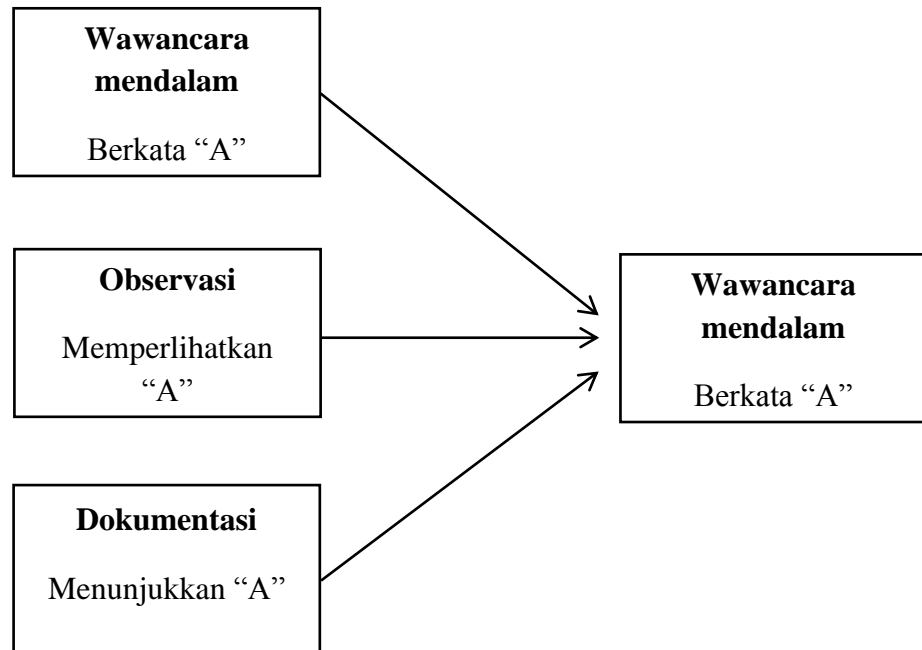 Wawancara
mendalam
Berkata “A”
Observasi
Memperlihatkan
“A”
Dokumentasi
Menunjukkan “A”
Wawancara
mendalam
Berkata “A”